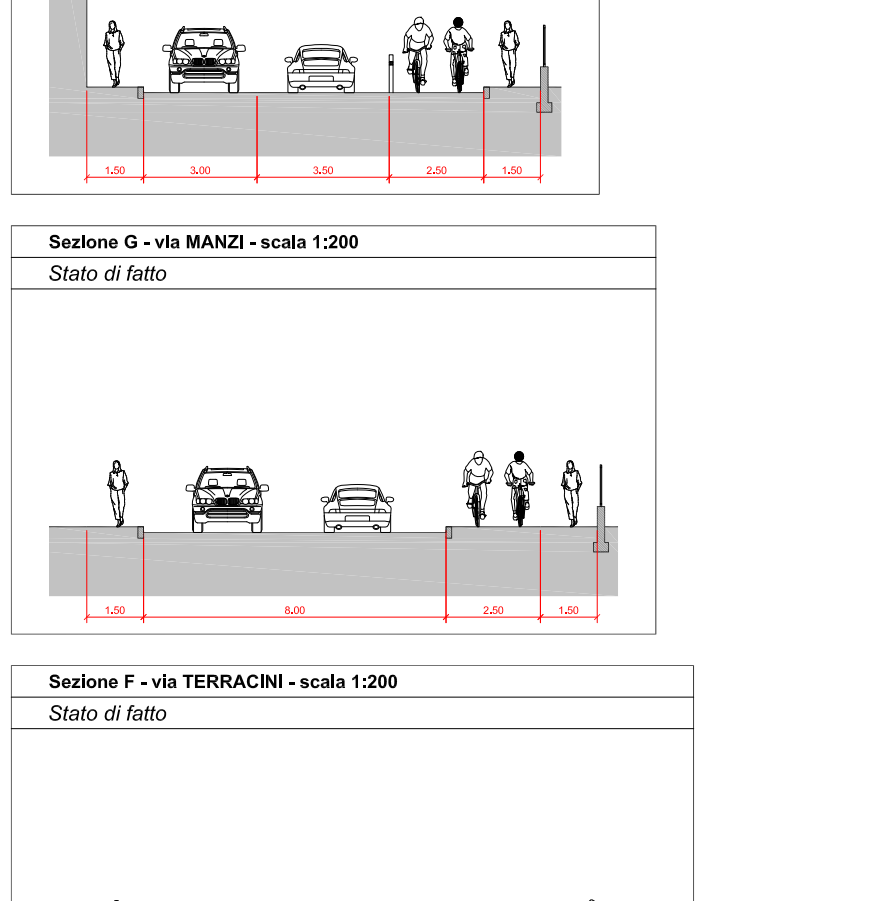 1.50 3.00 3.50 2.50 1.50
Sezione G - via MANZI - scala 1:200
Stato di fatto
1.50 8.00 2.50 1.50
Sezione F - via TERRACINI - scala 1:200
Stato di fatto